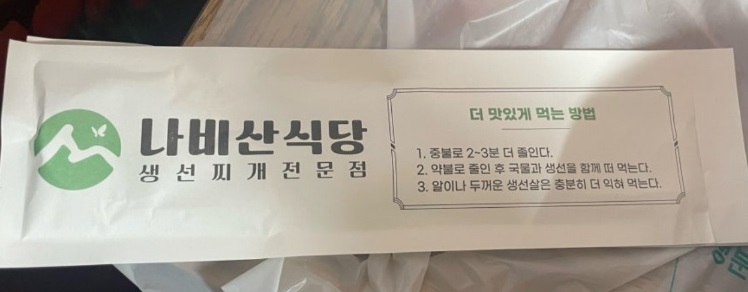 나비산식당
생선찌개전문점
더 맛있게 먹는 방법
1. 중불로 2~3분 더 졸인다.
2. 약불로 줄인 후 국물과 생선을 함께 떠 먹는다.
3. 알이나 두꺼운 생선살은 충분히 더 익혀 먹는다.